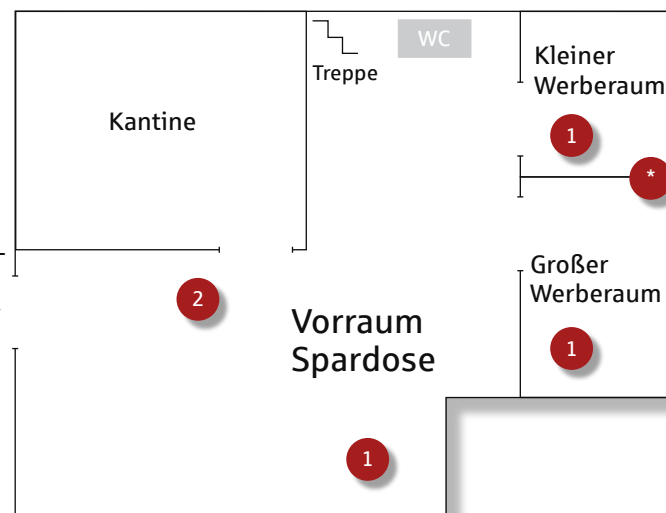 WC
Treppe
Kantine
Kleiner
Werberaum
1
*
Großer
Werberaum
1
2
Vorraum
Spardose
1